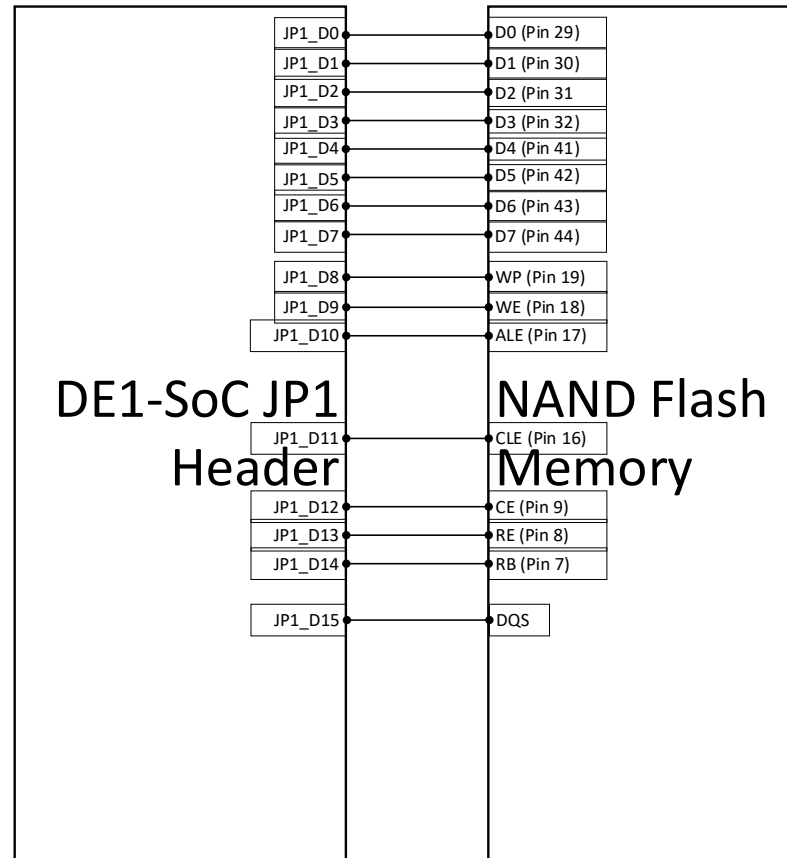 JP1_D0 D0 (Pin 29)
JP1_D1 D1 (Pin 30)
JP1_D2 D2 (Pin 31
JP1_D3 D3 (Pin 32)
JP1_D4 D4 (Pin 41)
JP1_D5 D5 (Pin 42)
JP1_D6 D6 (Pin 43)
JP1_D7 D7 (Pin 44)
JP1_D8 WP (Pin 19)
JP1_D9 WE (Pin 18)
JP1_D10 ALE (Pin 17)
DE1-SoC JP1 NAND Flash
JP1_D11 CLE (Pin 16)
Header Memory
JP1_D12 CE (Pin 9)
JP1_D13 RE (Pin 8)
JP1_D14 RB (Pin 7)
JP1_D15 DQS